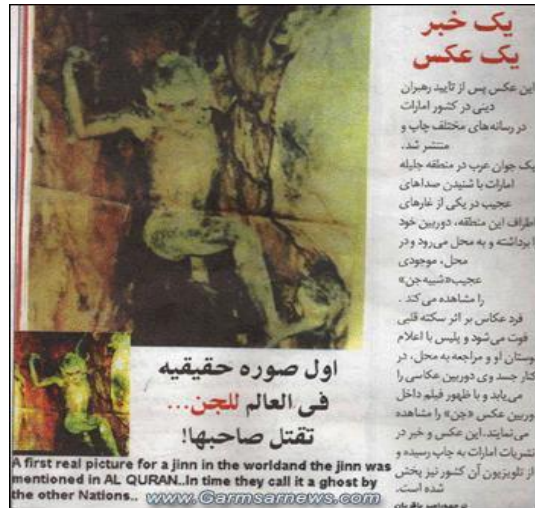 یک خبر
یک عکس
این عکس پس از تایید رهبران
دینی در کشور امارات
در رسانه های مختلف چاپ و
منتشر شد.
یک جوان عرب در منطقه جلیله
امارات با شنیدن صداهای
عجیب در یکی از غارهای
اطراف این منطقه، دوربین خود
را برداشته و به محل می‌رود و در
محل، موجودی
عجیب«شبیه جن»
را مشاهده می کند .
فرد عکاس بر اثر سکته قلبی
فوت می‌شود و پلیس با اعلام
دوستان او و مراجعه به محل، در
کنار جسد وی دوربین عکاسی را
می‌یابد و با ظهور فیلم داخل
دوربین عکس «جن» را مشاهده
می‌نمایند.این عکس و خبر در
نشریات امارات به چاپ رسیده و
از تلویزیون آن کشور نیز پخش
شده است.
اول صوره حقيقيه
فى العالم للجن...
تقتل صاحبها!
A first real picture for a jinn in the worldand the jinn was
mentioned in AL QURAN..In time they call it a ghost by
the other Nations..
www.Garmsarnews.com